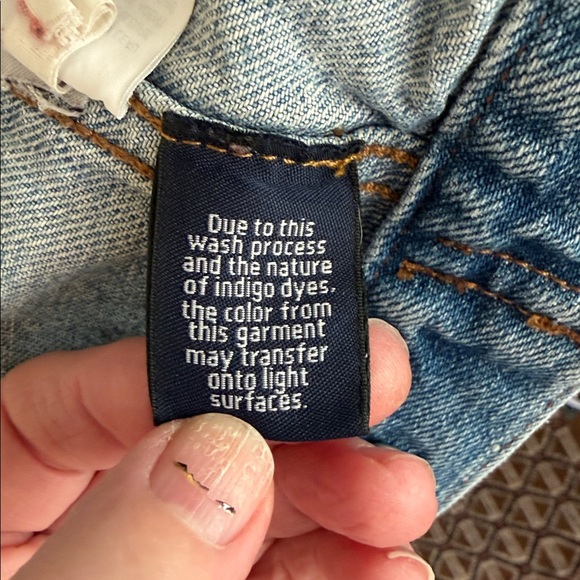 Due to this
wash process
and the nature
of indigo dyes,
the color from
this garment
may transfer
onto light
surfaces.